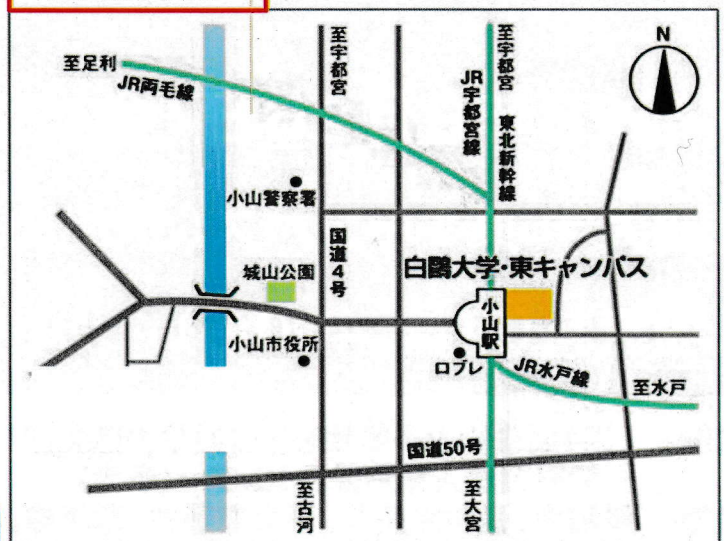 N
至宇都宮
至宇都宮
至足利
JR両毛線
JR宇都宮線
東北新幹線
小山警察署
国道4号
城山公園
白鷗大学・東キャンパス
小山駅
小山市役所
ロブレ
JR水戸線
至水戸
国道50号
至古河
至大宮